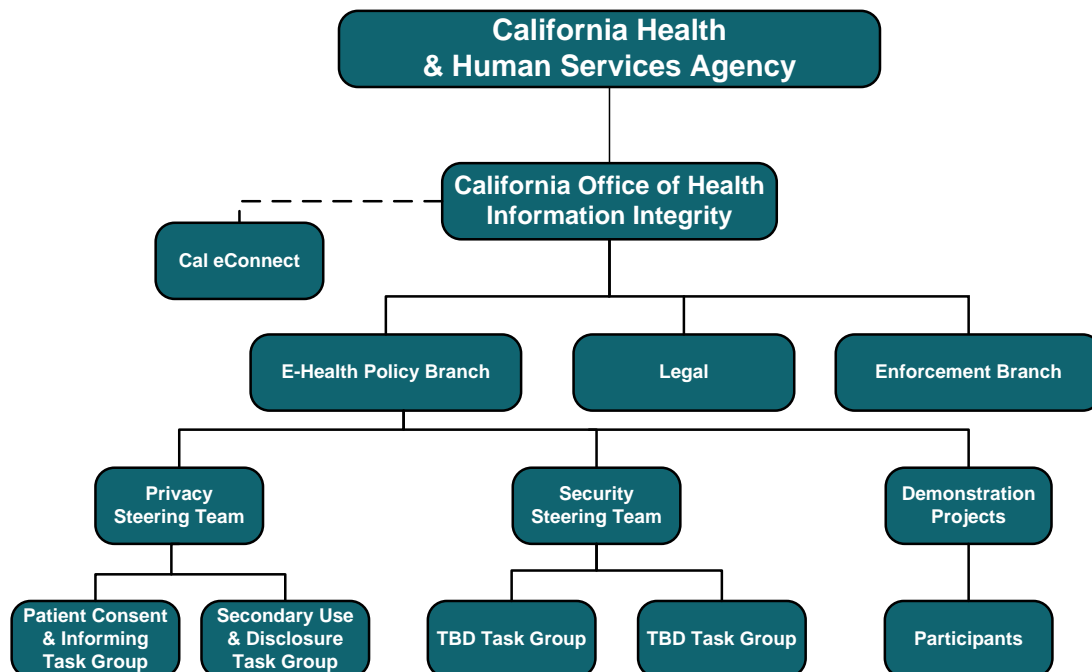 California Health
& Human Services Agency
California Office of Health
Information Integrity
Cal eConnect
E-Health Policy Branch
Legal
Enforcement Branch
Privacy
Steering Team
Security
Steering Team
Demonstration
Projects
Patient Consent
& Informing
Task Group
Secondary Use
& Disclosure
Task Group
TBD Task Group
TBD Task Group
Participants